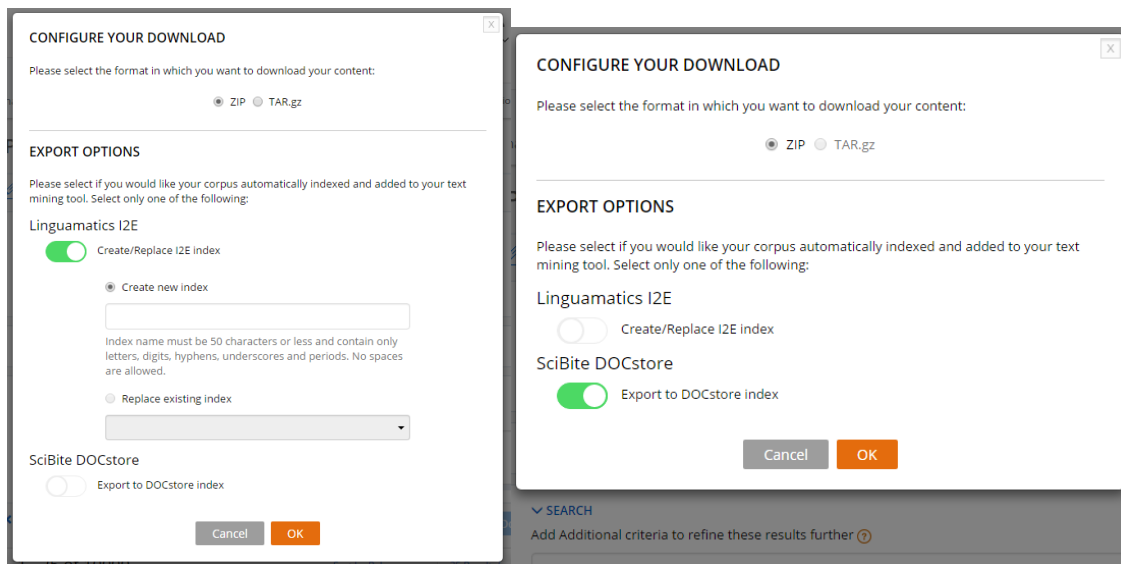 X
CONFIGURE YOUR DOWNLOAD
Please select the format in which you want to download your content:
ZIP TAR.gz
EXPORT OPTIONS
Please select if you would like your corpus automatically indexed and added to your text
mining tool. Select only one of the following:
Linguamatics I2E
Create/Replace I2E index
Create new index
Index name must be 50 characters or less and contain only
letters, digits, hyphens, underscores and periods. No spaces
are allowed.
Replace existing index
SciBite DOCstore
Export to DOCstore index
Cancel OK
X
CONFIGURE YOUR DOWNLOAD
Please select the format in which you want to download your content:
ZIP TAR.gz
EXPORT OPTIONS
Please select if you would like your corpus automatically indexed and added to your text
mining tool. Select only one of the following:
Linguamatics I2E
Create/Replace I2E index
SciBite DOCstore
Export to DOCstore index
Cancel OK
SEARCH
Add Additional criteria to refine these results further ?